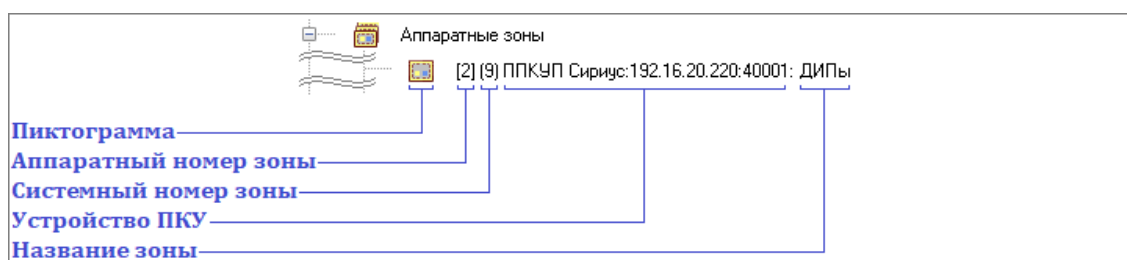 Аппаратные зоны
[2] (9) ППКУП Сириус:192.16.20.220:40001: ДИПы
Пиктограмма
Аппаратный номер зоны
Системный номер зоны
Устройство ПКУ
Название зоны